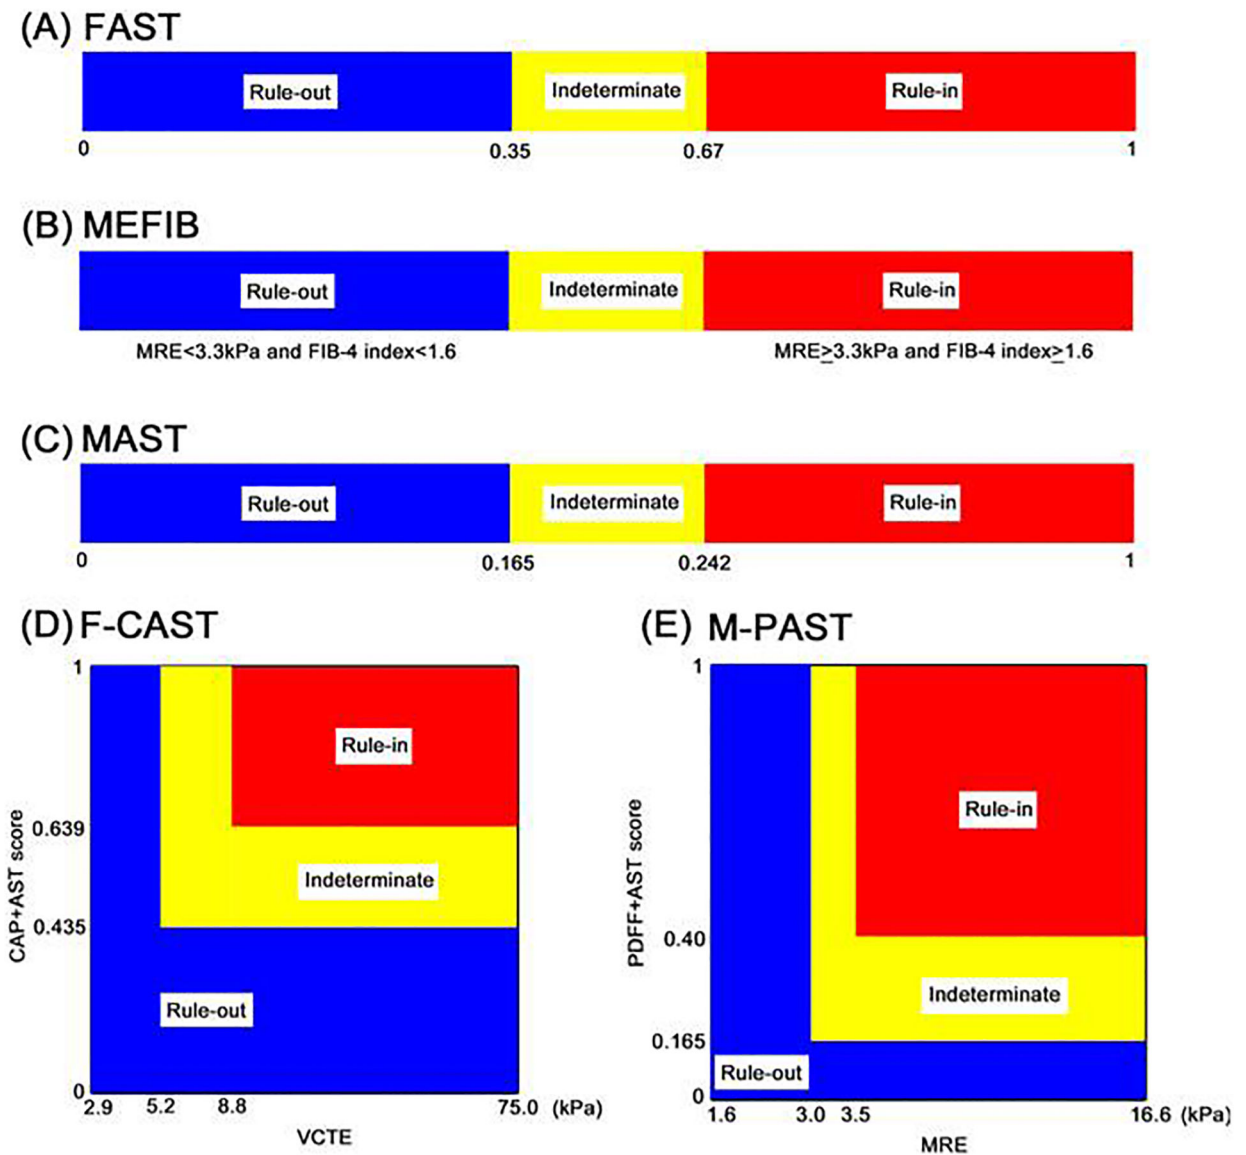 (A) FAST
Rule-out
Indeterminate
Rule-in
0
0.35
0.67
1
(B) MEFIB
Rule-out
Indeterminate
Rule-in
MRE<3.3kPa and FIB-4 index<1.6
MRE≥3.3kPa and FIB-4 index≥1.6
(C) MAST
Rule-out
Indeterminate
Rule-in
0
0.165
0.242
1
(D) F-CAST
1
0.639
0.435
0
CAP+AST score
Rule-in
Indeterminate
Rule-out
2.9
5.2
8.8
75.0 (kPa)
VCTE
(E) M-PAST
1
0.40
0.165
0
PDFF+AST score
Rule-in
Indeterminate
Rule-out
1.6
3.0
3.5
16.6 (kPa)
MRE